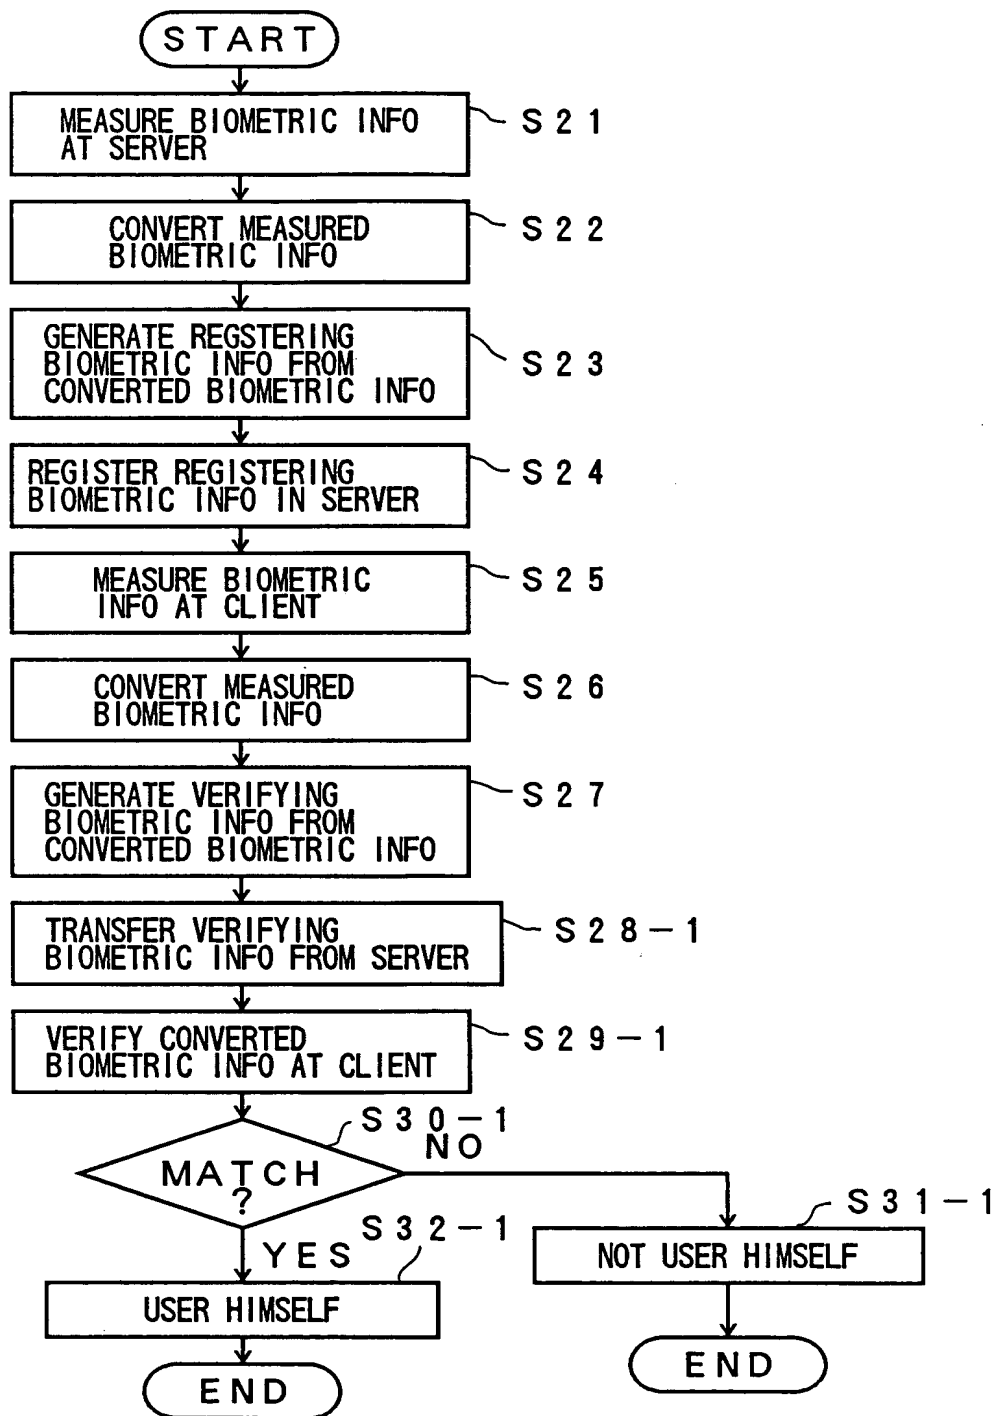 START
MEASURE BIOMETRIC INFO
AT SERVER
S21
CONVERT MEASURED
BIOMETRIC INFO
S22
GENERATE REGSTERING
BIOMETRIC INFO FROM
CONVERTED BIOMETRIC INFO
S23
REGISTER REGISTERING
BIOMETRIC INFO IN SERVER
S24
MEASURE BIOMETRIC
INFO AT CLIENT
S25
CONVERT MEASURED
BIOMETRIC INFO
S26
GENERATE VERIFYING
BIOMETRIC INFO FROM
CONVERTED BIOMETRIC INFO
S27
TRANSFER VERIFYING
BIOMETRIC INFO FROM SERVER
S28-1
VERIFY CONVERTED
BIOMETRIC INFO AT CLIENT
S29-1
MATCH
?
S30-1
NO
S31-1
NOT USER HIMSELF
END
YES
S32-1
USER HIMSELF
END